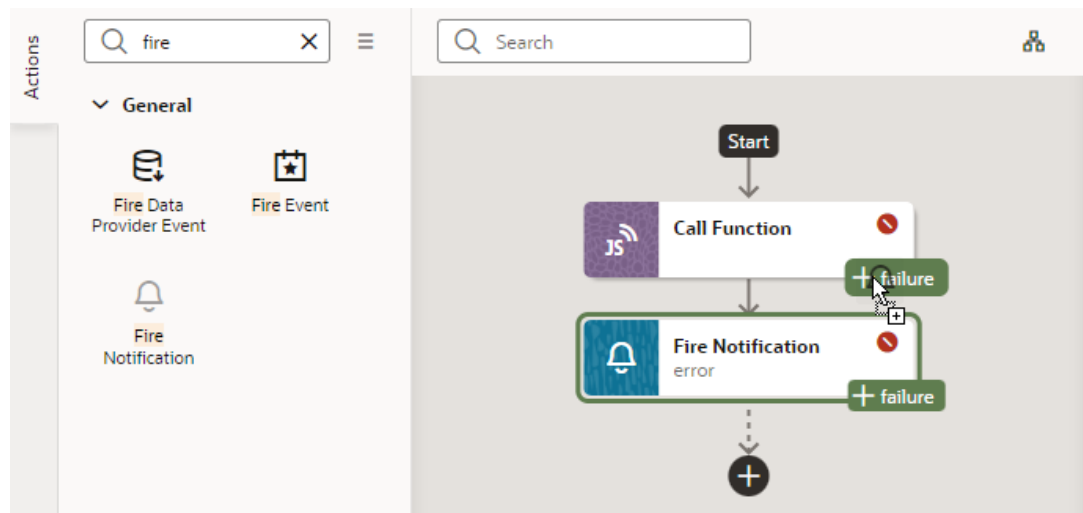 Actions
fire
General
Fire Data
Provider Event
Fire Event
Fire
Notification
Search
Start
JS
Call Function
failure
Fire Notification
error
failure